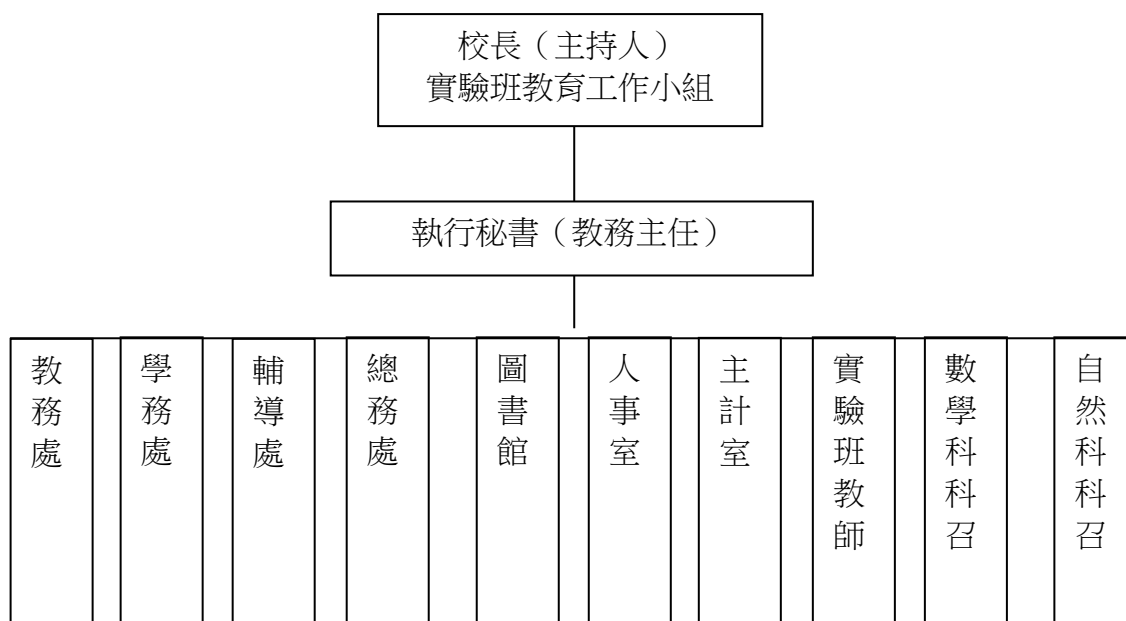 校長（主持人）
實驗班教育工作小組
執行秘書（教務主任）
教務處
學務處
輔導處
總務處
圖書館
人事室
主計室
實驗班教師
數學科科召
自然科科召